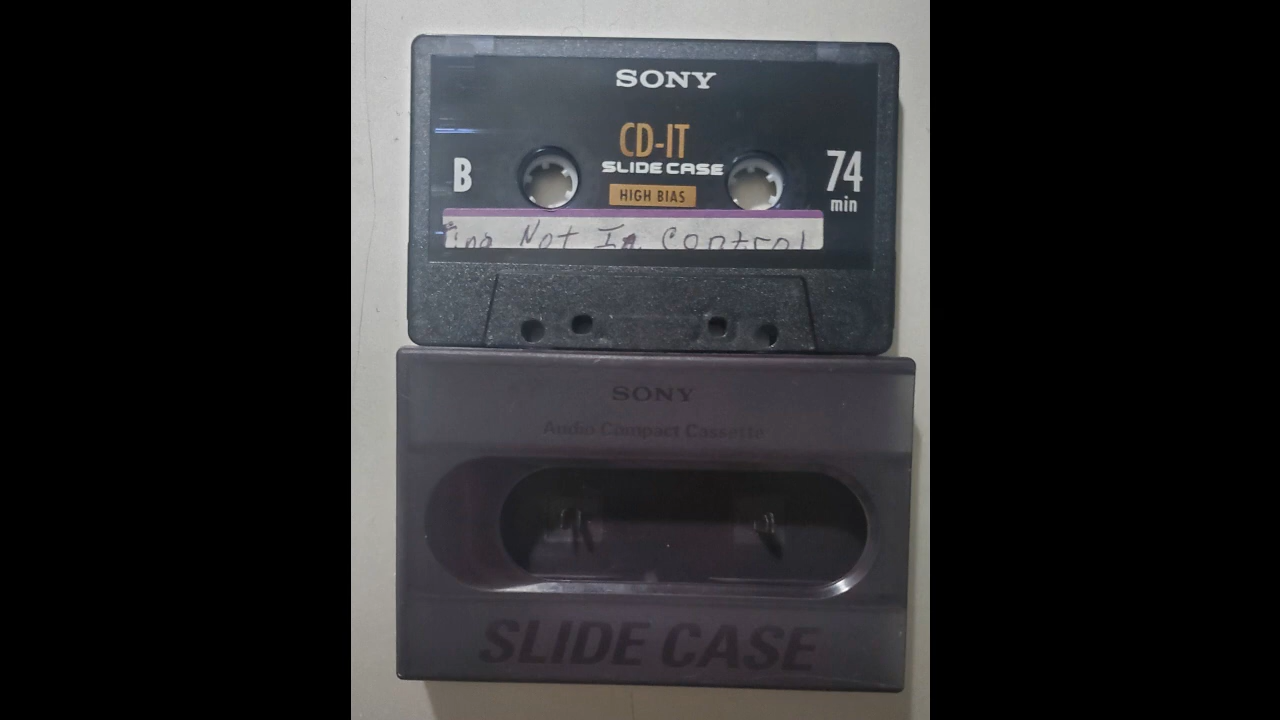 SONY
CD-IT
SLIDE CASE
B
74
min
HIGH BIAS
Not In Control
SONY
Audio Compact Cassette
SLIDE CASE